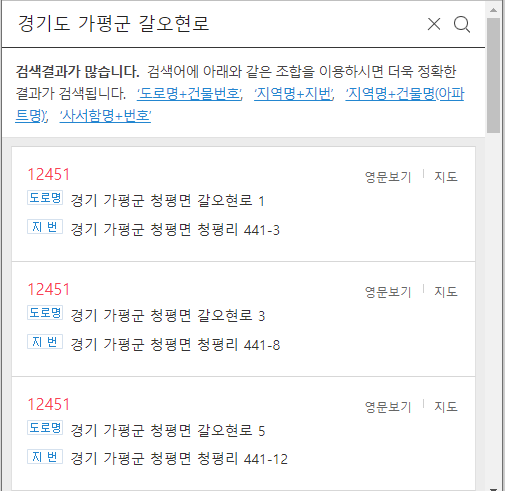 경기도 가평군 갈오현로
검색결과가 많습니다. 검색어에 아래와 같은 조합을 이용하시면 더욱 정확한
결과가 검색됩니다. '도로명+건물번호', '지역명+지번', '지역명+건물명(아파
트명)', '사서함명+번호'
12451 영문보기 지도
도로명 경기 가평군 청평면 갈오현로 1
지번 경기 가평군 청평면 청평리 441-3
12451 영문보기 지도
도로명 경기 가평군 청평면 갈오현로 3
지번 경기 가평군 청평면 청평리 441-8
12451 영문보기 지도
도로명 경기 가평군 청평면 갈오현로 5
지번 경기 가평군 청평면 청평리 441-12